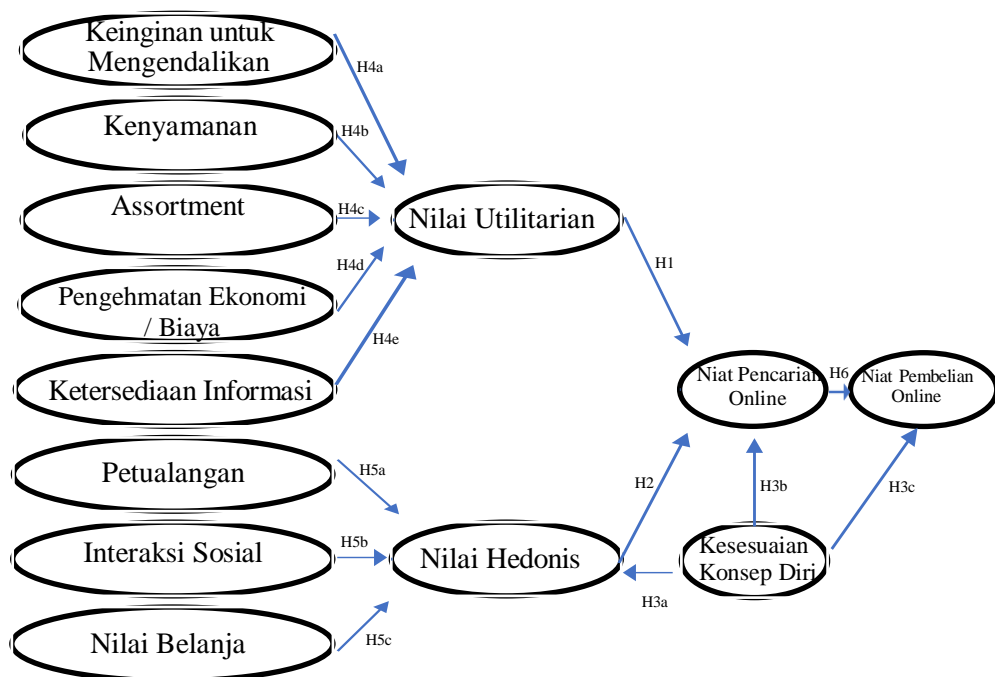 Keinginan untuk
Mengendalikan
H4a
Kenyamanan
H4b
Assortment
H4c
Nilai Utilitarian
Pengehmatan Ekonomi
/ Biaya
H4d
H1
Ketersediaan Informasi
H4e
Niat Pencarian
Online
H6
Niat Pembelian
Online
Petualangan
H5a
H2
H3b
H3c
Interaksi Sosial
H5b
Nilai Hedonis
Kesesuaian
Konsep Diri
H3a
Nilai Belanja
H5c